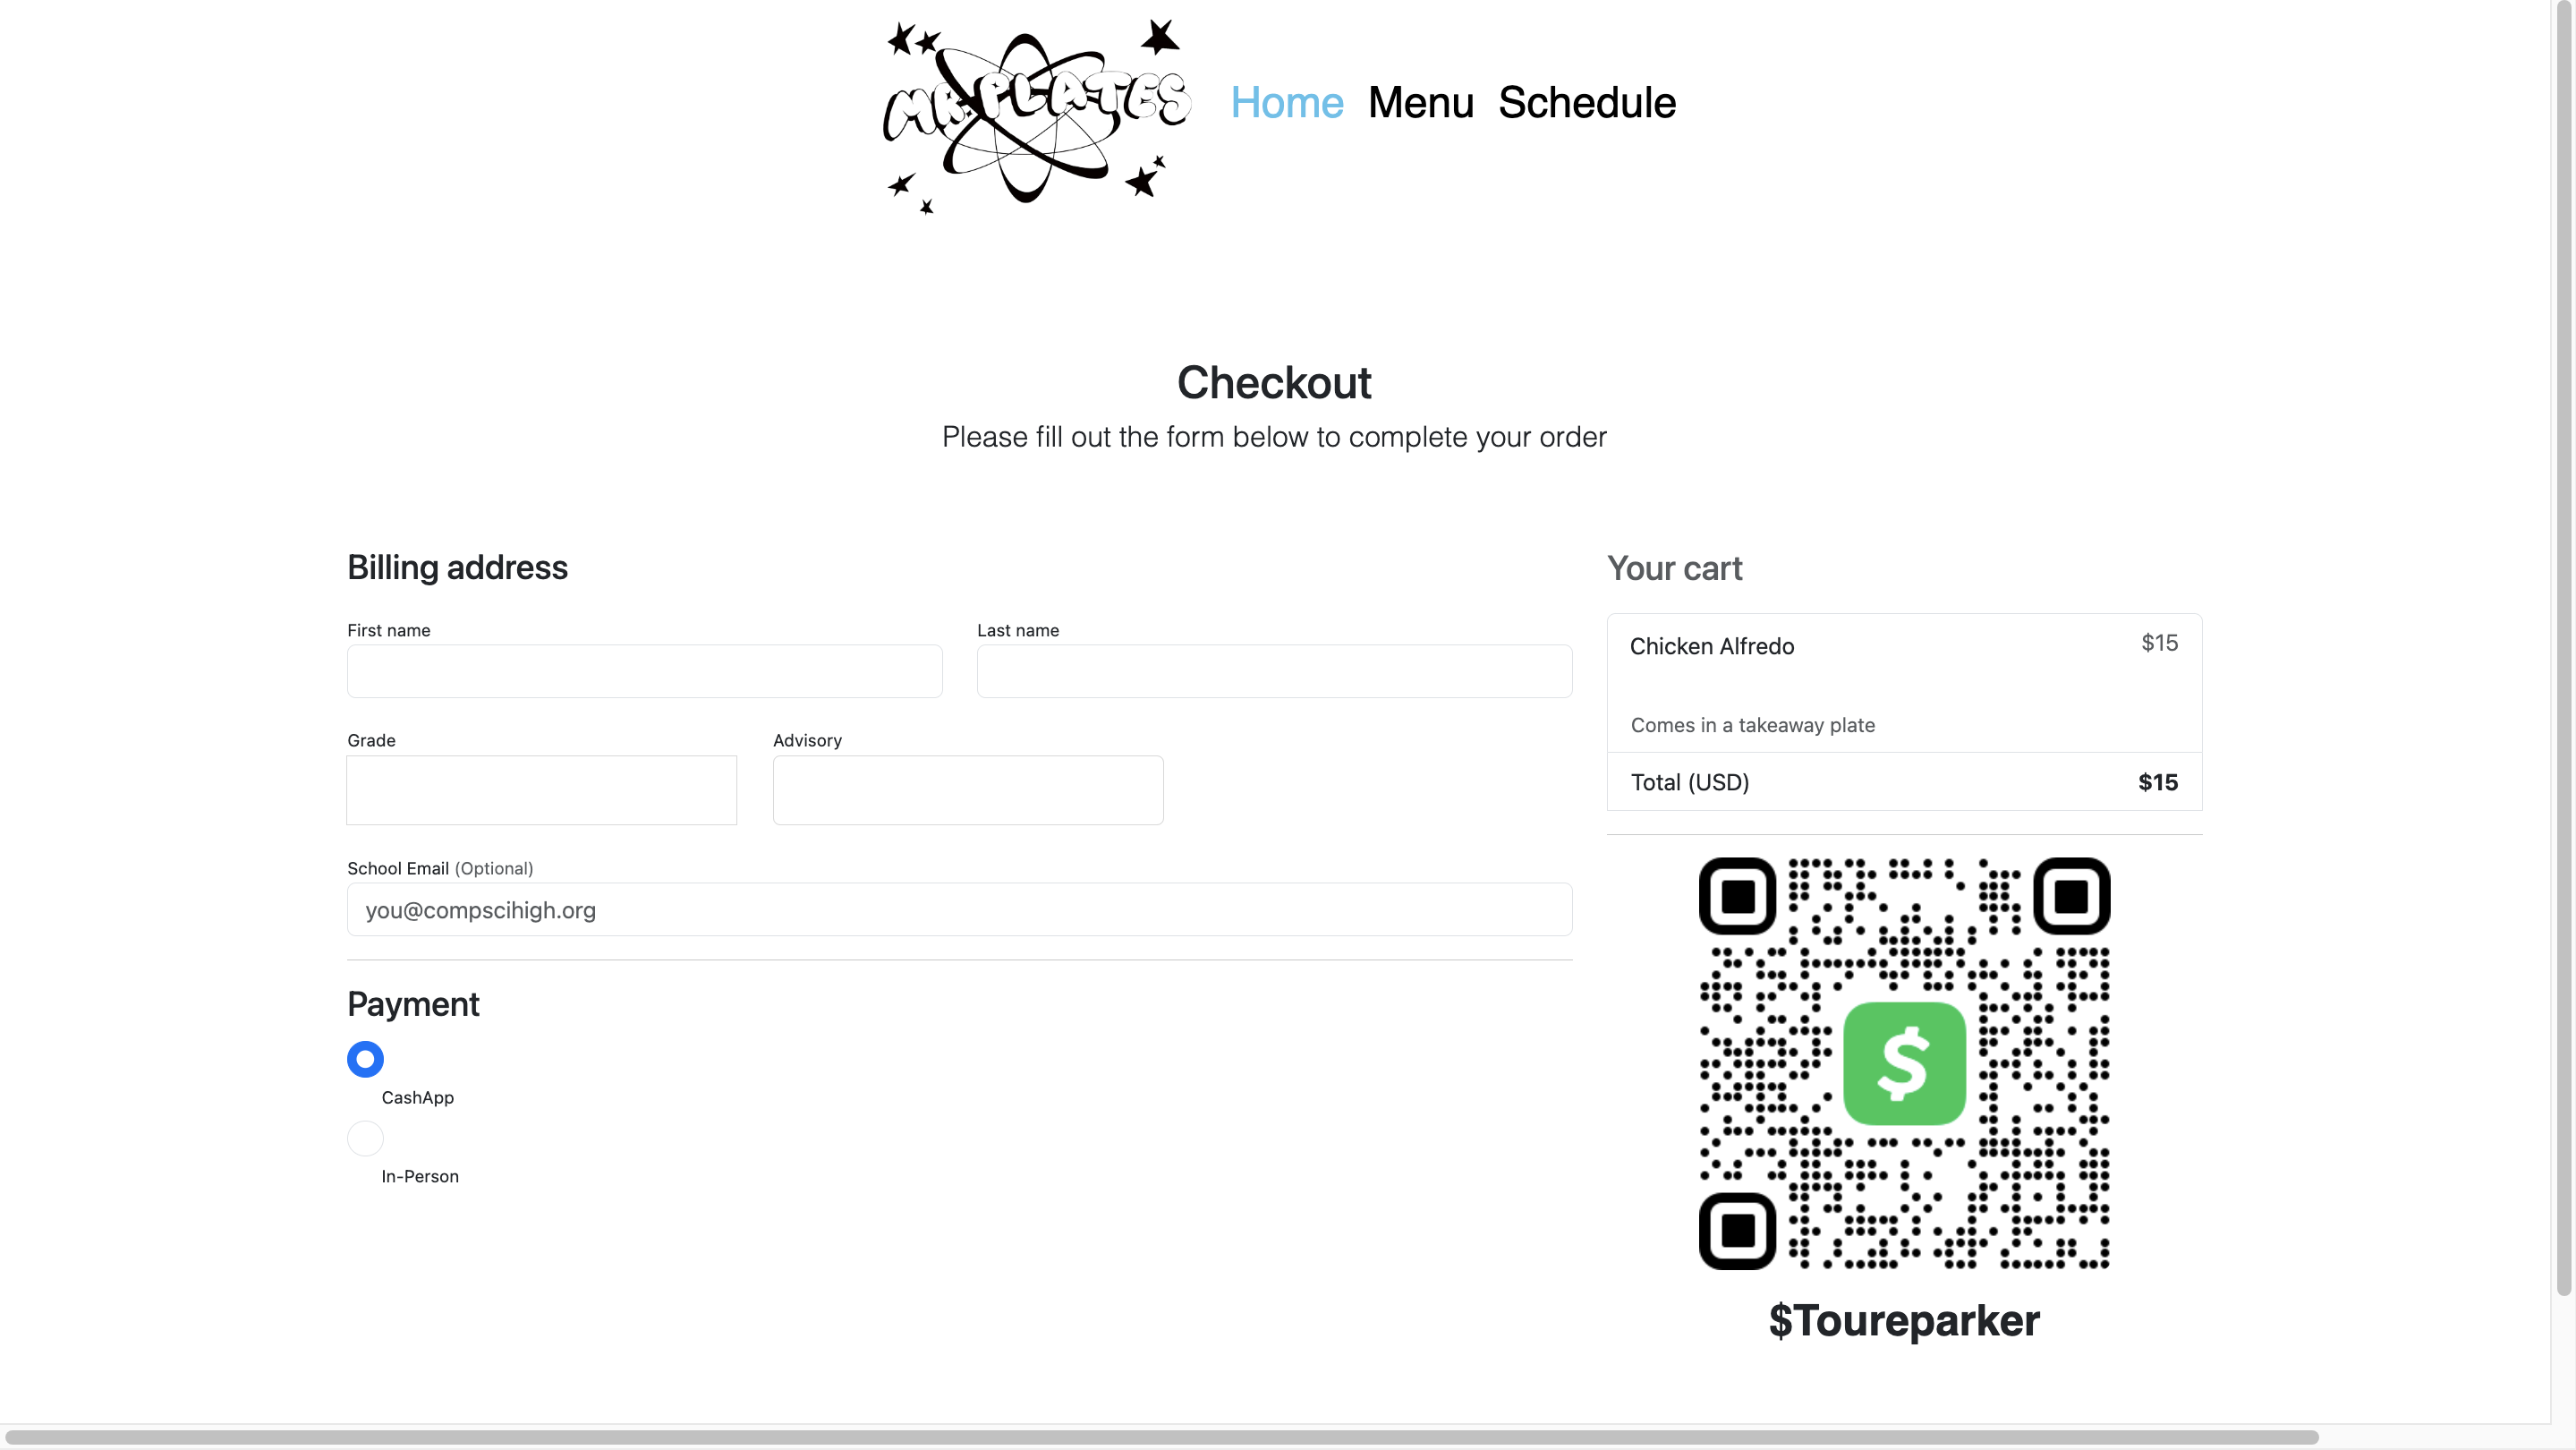 MR.PLATES
Home Menu Schedule
Checkout
Please fill out the form below to complete your order
Billing address
First name
Last name
Grade
Advisory
School Email (Optional)
you@compscihigh.org
Payment
CashApp
In-Person
Your cart
Chicken Alfredo $15
Comes in a takeaway plate
Total (USD) $15
$
$Toureparker